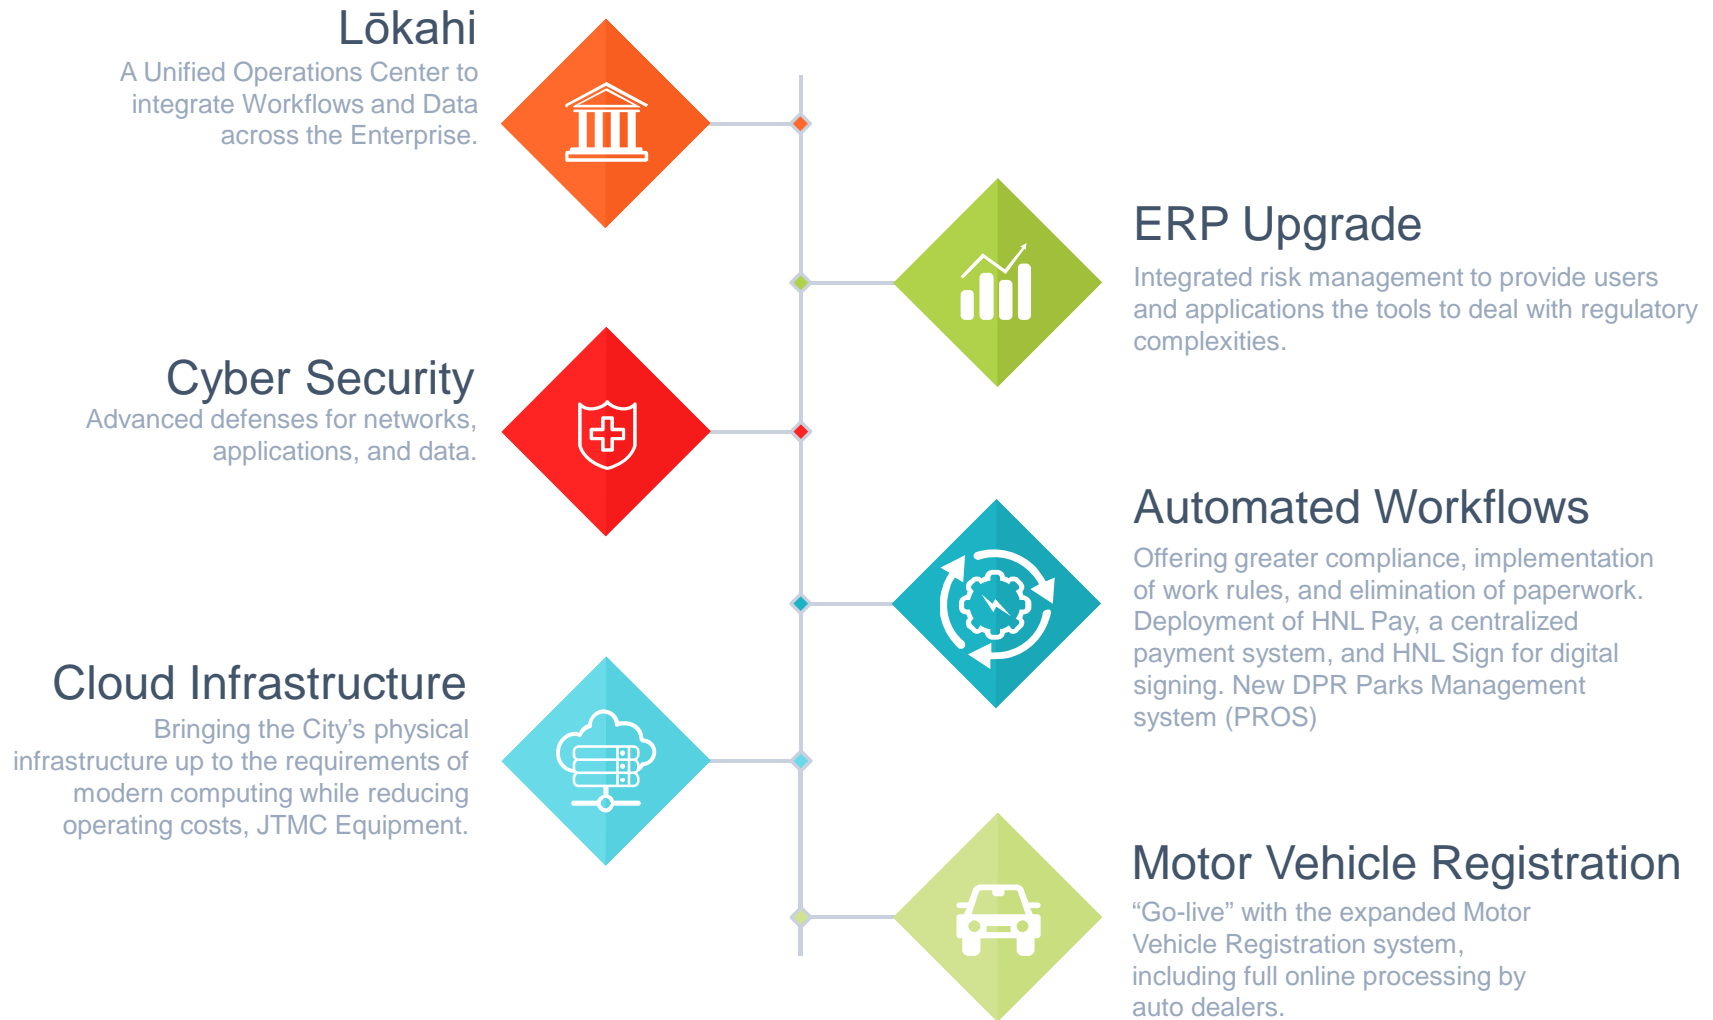 Lōkahi
A Unified Operations Center to
integrate Workflows and Data
across the Enterprise.
ERP Upgrade
Integrated risk management to provide users
and applications the tools to deal with regulatory
complexities.
Cyber Security
Advanced defenses for networks,
applications, and data.
Automated Workflows
Offering greater compliance, implementation
of work rules, and elimination of paperwork.
Deployment of HNL Pay, a centralized
payment system, and HNL Sign for digital
signing. New DPR Parks Management
system (PROS)
Cloud Infrastructure
Bringing the City’s physical
infrastructure up to the requirements of
modern computing while reducing
operating costs, JTMC Equipment.
Motor Vehicle Registration
“Go-live” with the expanded Motor
Vehicle Registration system,
including full online processing by
auto dealers.